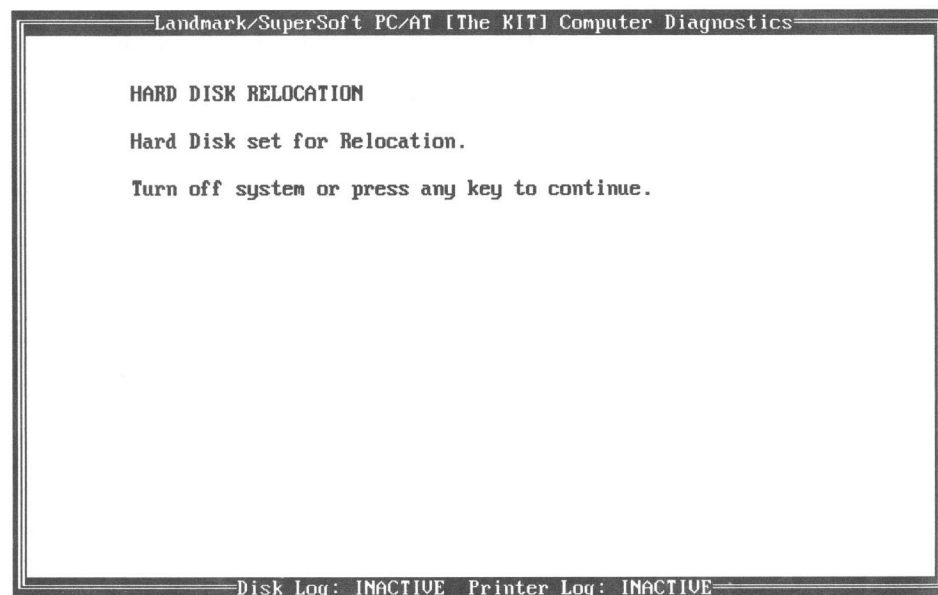 Landmark/SuperSoft PC/AT [The KIT] Computer Diagnostics
HARD DISK RELOCATION
Hard Disk set for Relocation.
Turn off system or press any key to continue.
Disk Log: INACTIVE Printer Log: INACTIVE